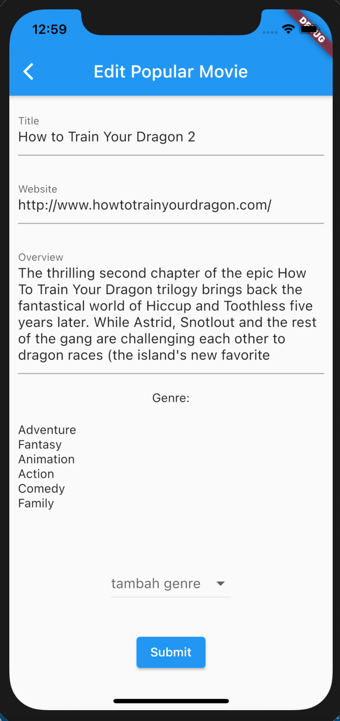 12:59
DEBUG
Edit Popular Movie
Title
How to Train Your Dragon 2
Website
http://www.howtotrainyourdragon.com/
Overview
The thrilling second chapter of the epic How
To Train Your Dragon trilogy brings back the
fantastical world of Hiccup and Toothless five
years later. While Astrid, Snotlout and the rest
of the gang are challenging each other to
dragon races (the island's new favorite
Genre:
Adventure
Fantasy
Animation
Action
Comedy
Family
tambah genre
Submit